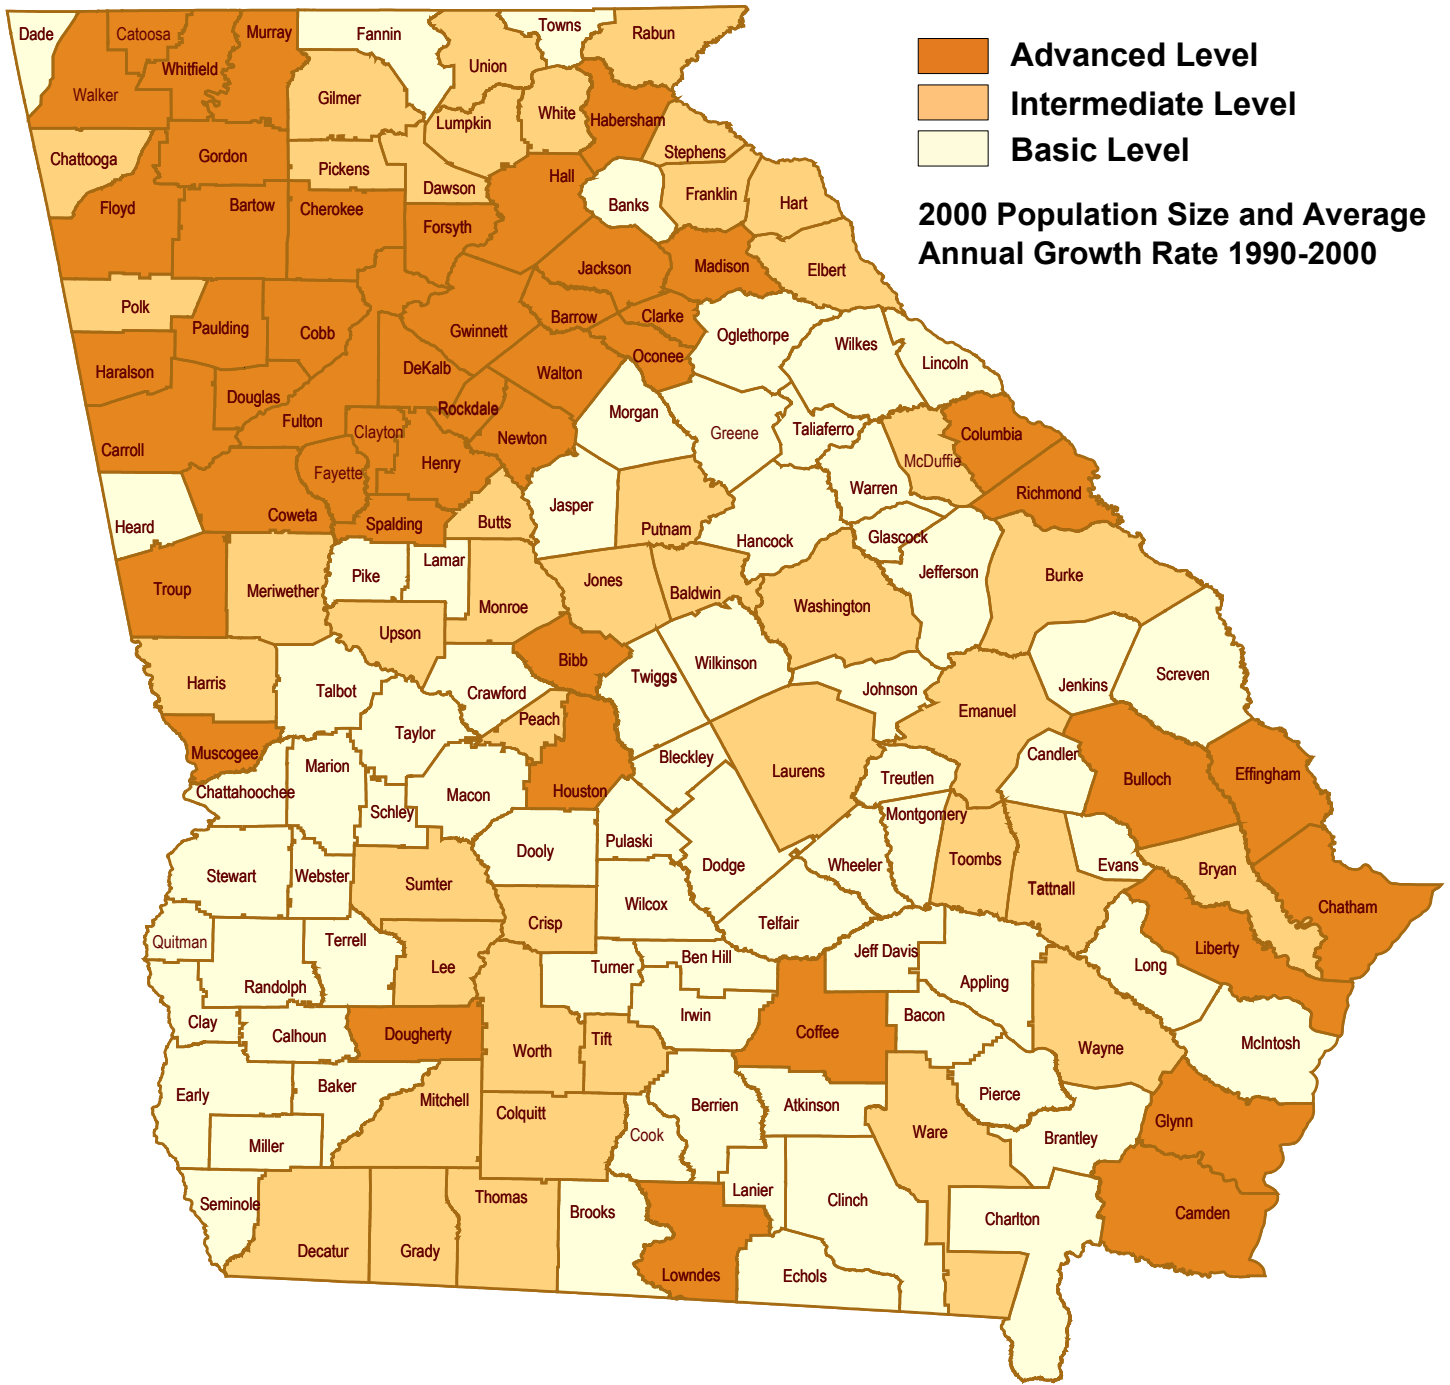 Dade
Catoosa
Murray
Fannin
Towns
Rabun
Whitfield
Union
Walker
Gilmer
White
Lumpkin
Habersham
Chattooga
Gordon
Pickens
Stephens
Dawson
Hall
Franklin
Hart
Banks
Floyd
Bartow
Cherokee
Forsyth
Jackson
Madison
Elbert
Polk
Paulding
Cobb
Gwinnett
Barrow
Clarke
Oglethorpe
Wilkes
Lincoln
Haralson
DeKalb
Walton
Oconee
Douglas
Fulton
Rockdale
Morgan
Carroll
Clayton
Newton
Greene
Taliaferro
Columbia
Fayette
Henry
McDuffie
Warren
Richmond
Heard
Coweta
Spalding
Butts
Jasper
Putnam
Hancock
Glascock
Troup
Meriwether
Pike
Lamar
Monroe
Jones
Baldwin
Washington
Jefferson
Burke
Upson
Bibb
Wilkinson
Twiggs
Johnson
Jenkins
Screven
Harris
Talbot
Crawford
Peach
Emanuel
Muscogee
Taylor
Marion
Bleckley
Laurens
Treutlen
Candler
Bulloch
Effingham
Chattahoochee
Schley
Macon
Houston
Montgomery
Dooly
Pulaski
Dodge
Wheeler
Toombs
Tattnall
Evans
Bryan
Stewart
Webster
Sumter
Crisp
Wilcox
Telfair
Chatham
Quitman
Terrell
Lee
Turner
Ben Hill
Jeff Davis
Appling
Long
Liberty
Randolph
Clay
Calhoun
Dougherty
Worth
Tift
Irwin
Coffee
Bacon
Wayne
McIntosh
Early
Baker
Mitchell
Colquitt
Berrien
Atkinson
Pierce
Miller
Cook
Ware
Brantley
Glynn
Seminole
Decatur
Grady
Thomas
Brooks
Lanier
Clinch
Charlton
Camden
Lowndes
Echols
Advanced Level
Intermediate Level
Basic Level
2000 Population Size and Average
Annual Growth Rate 1990-2000